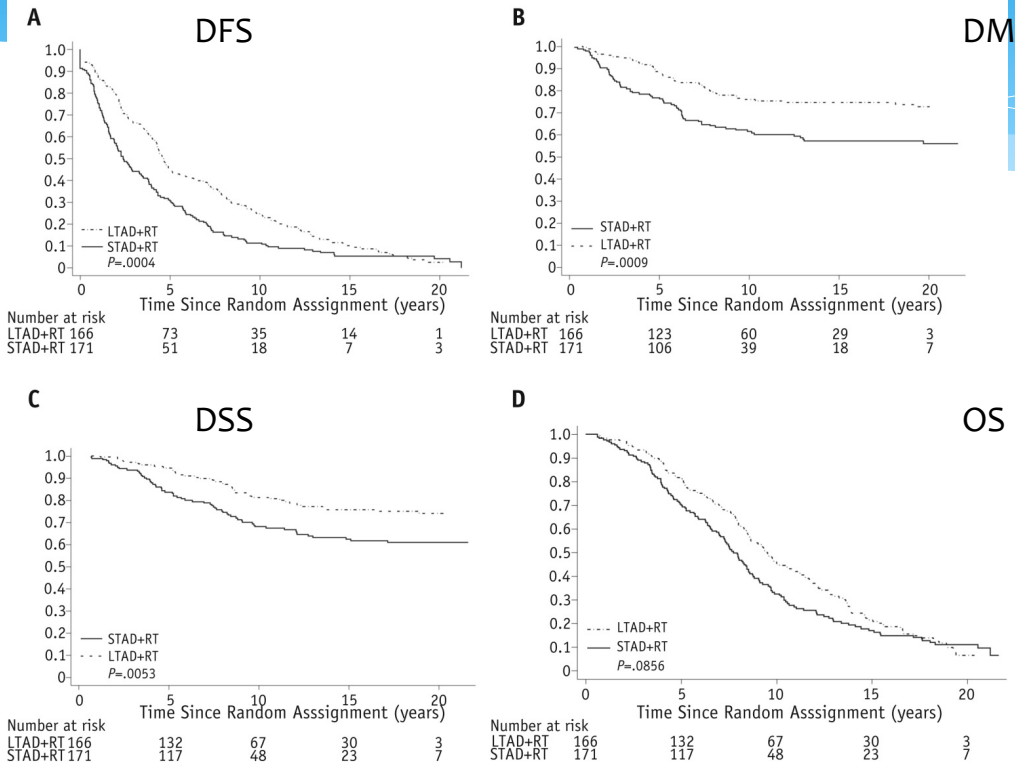 A
DFS
1.0
0.9
0.8
0.7
0.6
0.5
0.4
0.3
0.2
0.1
0
LTAD+RT
STAD+RT
P=.0004
0 5 10 15 20
Time Since Random Asssignment (years)
Number at risk
LTAD+RT 166 73 35 14 1
STAD+RT 171 51 18 7 3
B
DM
1.0
0.9
0.8
0.7
0.6
0.5
0.4
0.3
0.2
0.1
0
STAD+RT
LTAD+RT
P=.0009
0 5 10 15 20
Time Since Random Asssignment (years)
Number at risk
LTAD+RT 166 123 60 29 3
STAD+RT 171 106 39 18 7
C
DSS
1.0
0.9
0.8
0.7
0.6
0.5
0.4
0.3
0.2
0.1
0
STAD+RT
LTAD+RT
P=.0053
0 5 10 15 20
Time Since Random Asssignment (years)
Number at risk
LTAD+RT 166 132 67 30 3
STAD+RT 171 117 48 23 7
D
OS
1.0
0.9
0.8
0.7
0.6
0.5
0.4
0.3
0.2
0.1
0
LTAD+RT
STAD+RT
P=.0856
0 5 10 15 20
Time Since Random Asssignment (years)
Number at risk
LTAD+RT 166 132 67 30 3
STAD+RT 171 117 48 23 7